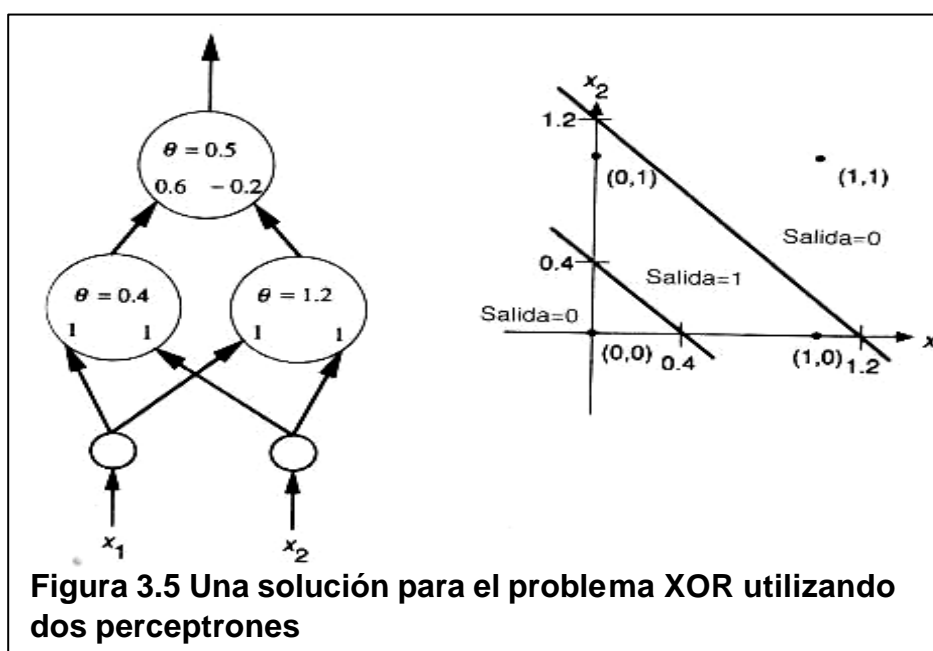 θ = 0.5
0.6 −0.2
θ = 0.4
1 1
θ = 1.2
1 1
x1
x2
x2
1.2
(0,1)
(1,1)
Salida=0
0.4
Salida=1
Salida=0
(0,0)
0.4
(1,0)
1.2
x
Figura 3.5 Una solución para el problema XOR utilizando
dos perceptrones